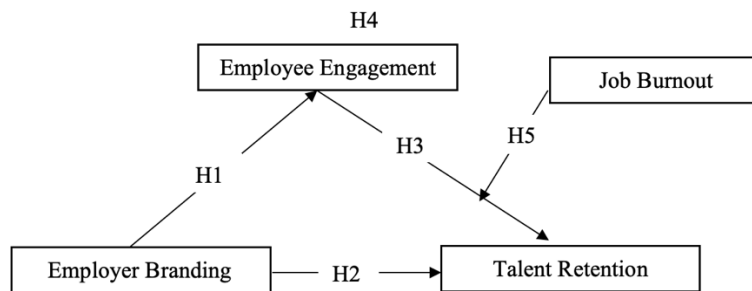 H4
Employee Engagement
Job Burnout
H3
H5
H1
Employer Branding
H2
Talent Retention